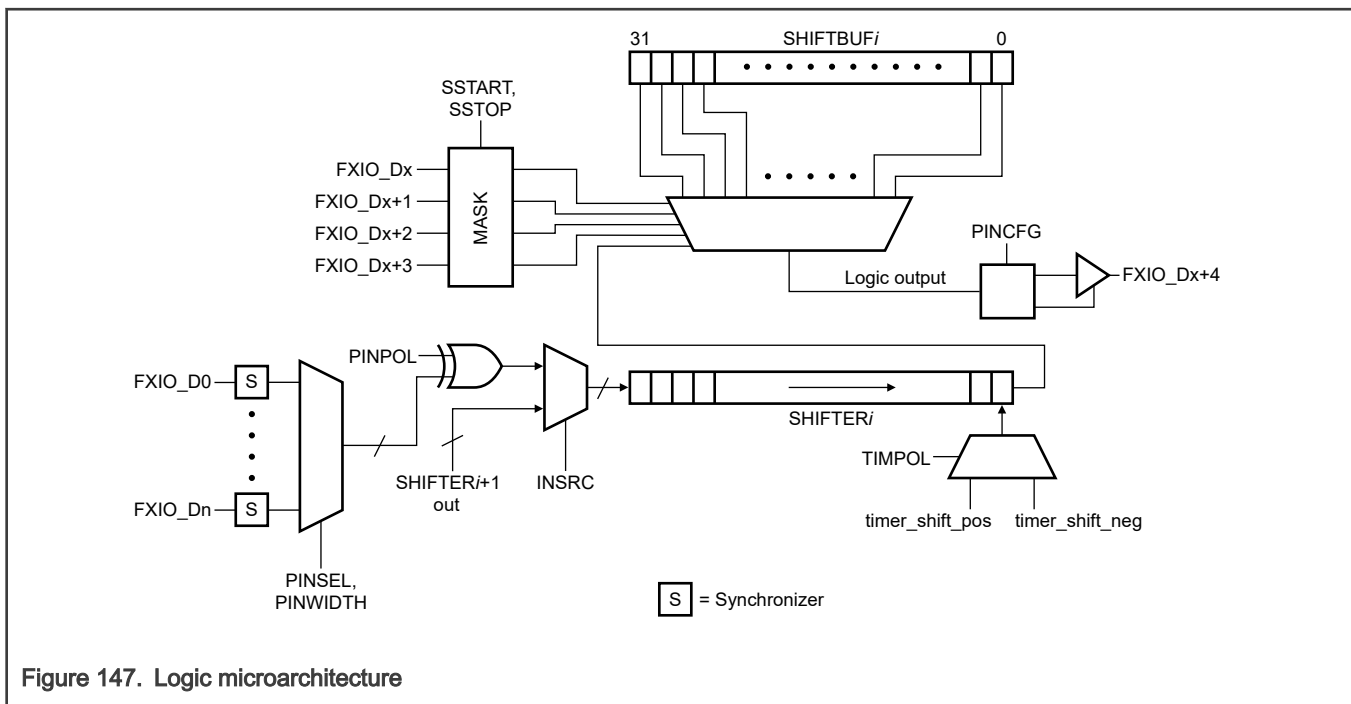 31 SHIFTBUFi 0
SSTART,
SSTOP
FXIO_Dx
FXIO_Dx+1
FXIO_Dx+2
FXIO_Dx+3
MASK
PINCFG
Logic output
FXIO_Dx+4
PINPOL
FXIO_D0
S
SHIFTERi
TIMPOL
SHIFTERi+1
out
INSRC
FXIO_Dn
S
timer_shift_pos
timer_shift_neg
PINSEL,
PINWIDTH
S = Synchronizer
Figure 147. Logic microarchitecture